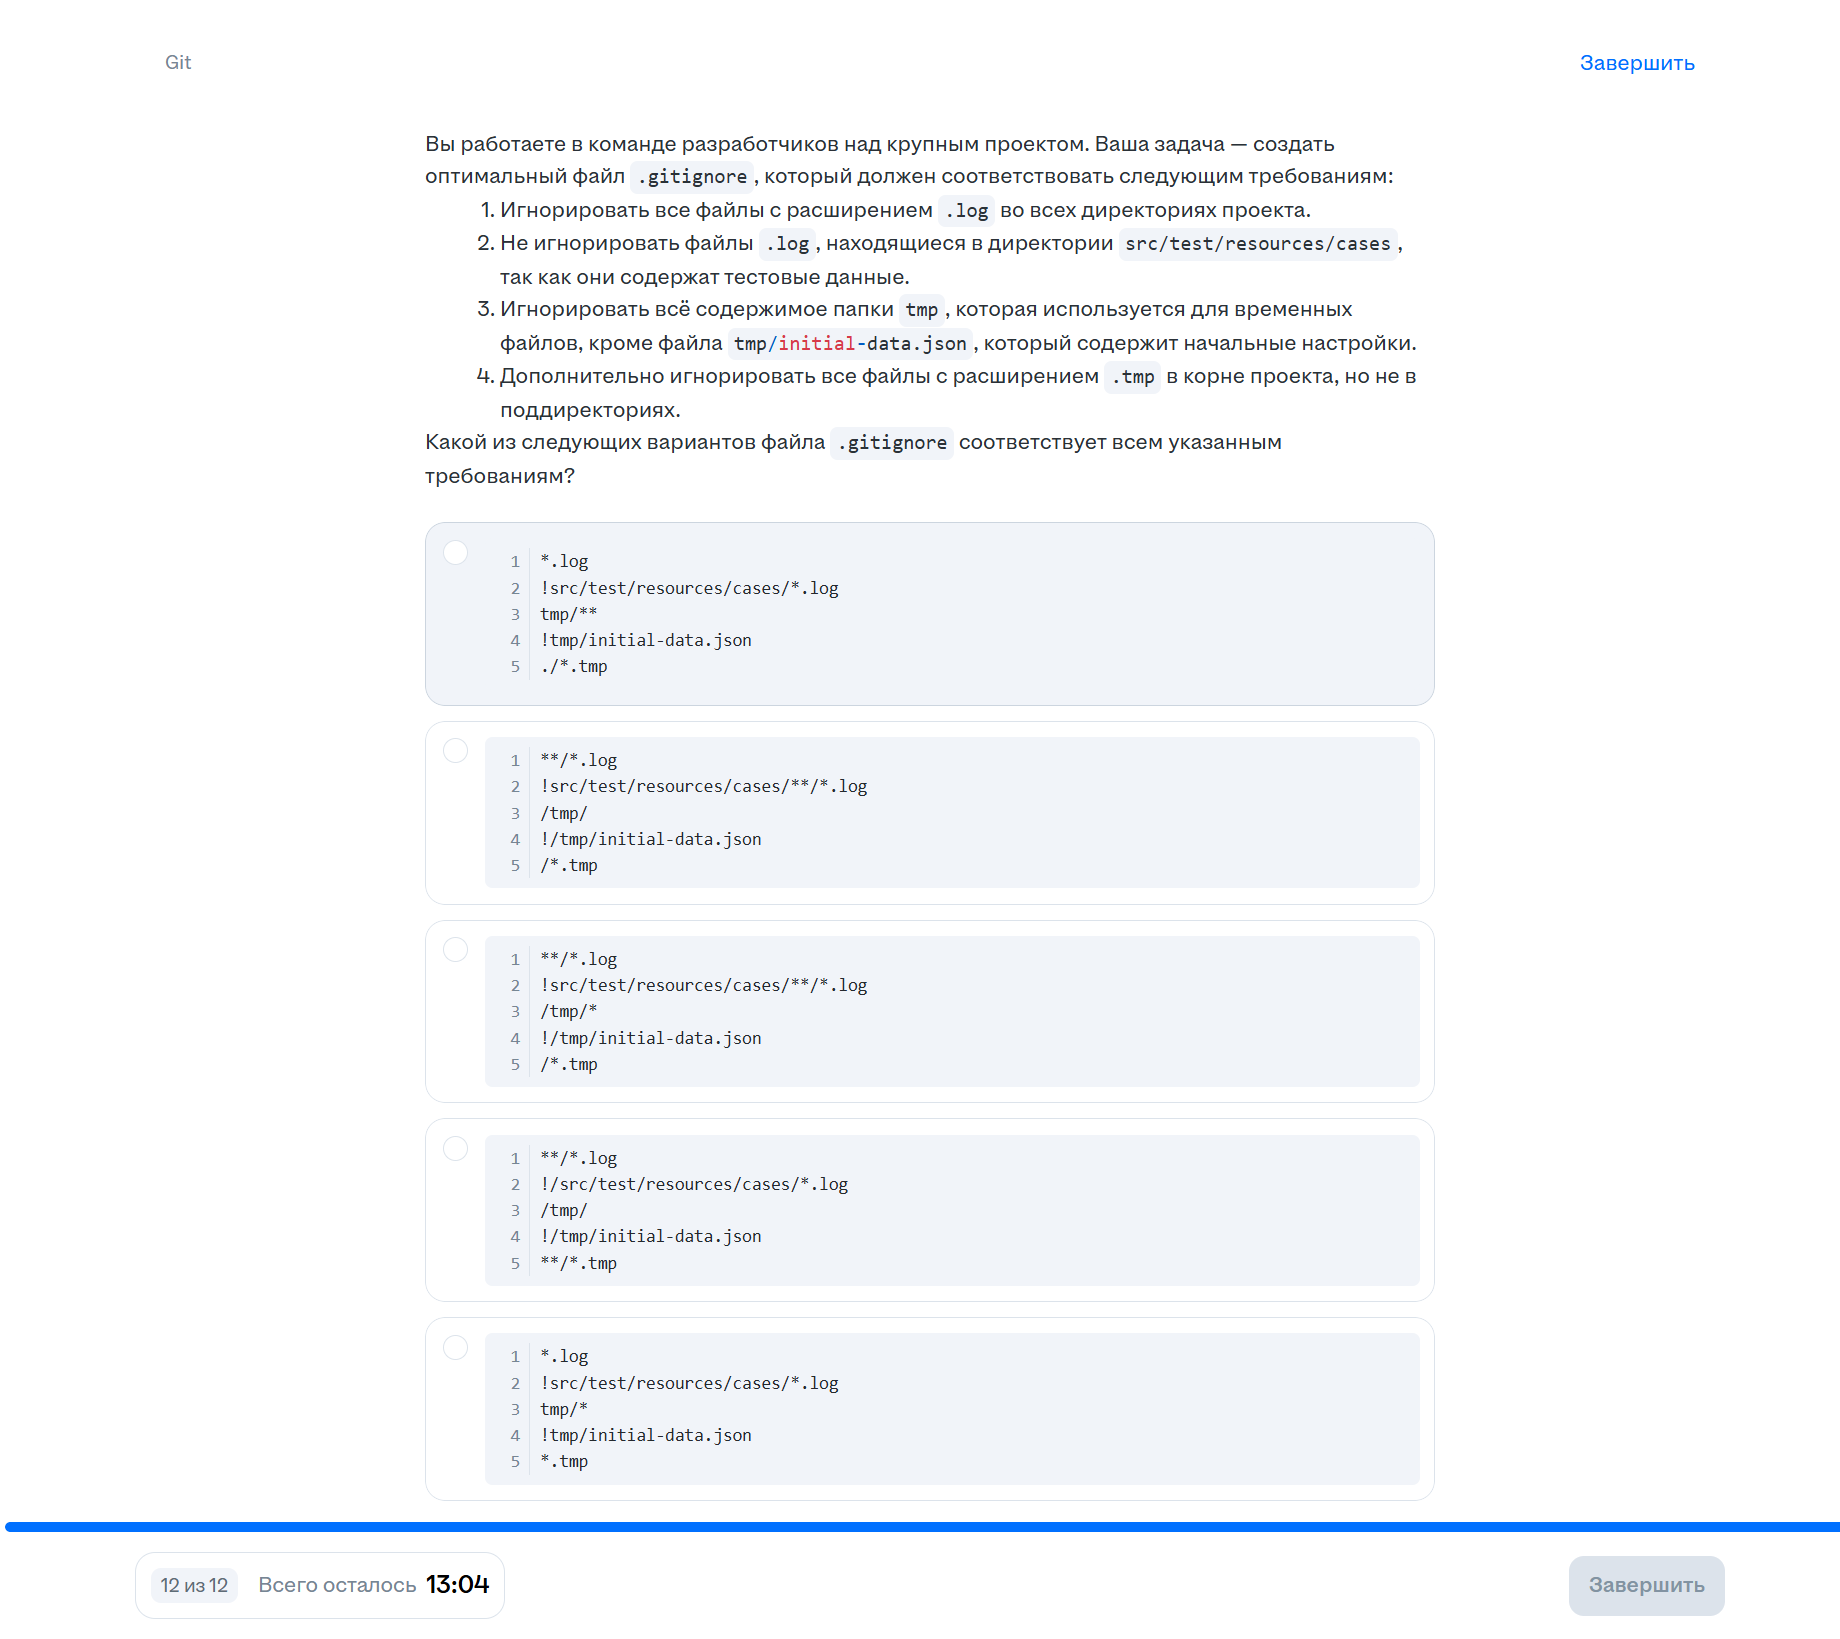 Git
Завершить
Вы работаете в команде разработчиков над крупным проектом. Ваша задача — создать
оптимальный файл .gitignore, который должен соответствовать следующим требованиям:
1. Игнорировать все файлы с расширением .log во всех директориях проекта.
2. Не игнорировать файлы .log, находящиеся в директории src/test/resources/cases,
так как они содержат тестовые данные.
3. Игнорировать всё содержимое папки tmp, которая используется для временных
файлов, кроме файла tmp/initial-data.json, который содержит начальные настройки.
4. Дополнительно игнорировать все файлы с расширением .tmp в корне проекта, но не в
поддиректориях.
Какой из следующих вариантов файла .gitignore соответствует всем указанным
требованиям?
1 *.log
2 !src/test/resources/cases/*.log
3 tmp/**
4 !tmp/initial-data.json
5 ./*.tmp
1 **/*.log
2 !src/test/resources/cases/**/*.log
3 /tmp/
4 !/tmp/initial-data.json
5 /*.tmp
1 **/*.log
2 !src/test/resources/cases/**/*.log
3 /tmp/*
4 !/tmp/initial-data.json
5 /*.tmp
1 **/*.log
2 !/src/test/resources/cases/*.log
3 /tmp/
4 !/tmp/initial-data.json
5 **/*.tmp
1 *.log
2 !src/test/resources/cases/*.log
3 tmp/*
4 !tmp/initial-data.json
5 *.tmp
12 из 12 Всего осталось 13:04
Завершить